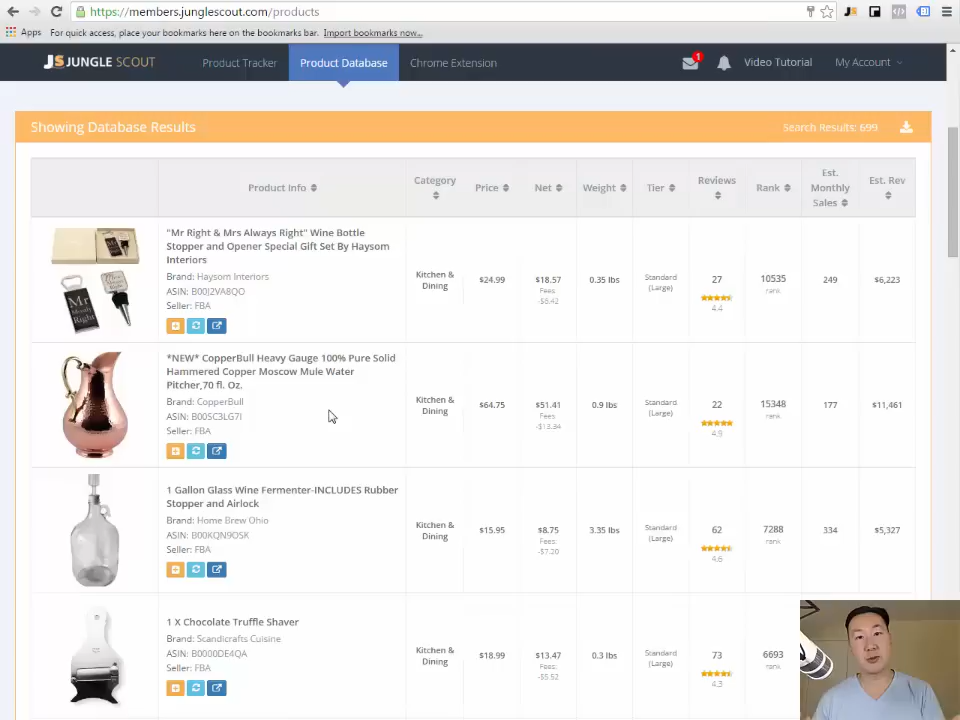 https://members.junglescout.com/products
Apps For quick access, place your bookmarks here on the bookmarks bar. Import bookmarks now...
JS JUNGLE SCOUT Product Tracker Product Database Chrome Extension 1 Video Tutorial My Account
Showing Database Results Search Results: 699
Product Info Category Price Net Weight Tier Reviews Rank Est. Monthly Sales Est. Rev
"Mr Right & Mrs Always Right" Wine Bottle
Stopper and Opener Special Gift Set By Haysom
Interiors
Brand: Haysom Interiors
ASIN: B00J2VA8QO
Seller: FBA
Kitchen &
Dining
$24.99
$18.57
Fees
-$6.42
0.35 lbs
Standard
(Large)
27
4.4
10535
rank
249
$6,223
*NEW* CopperBull Heavy Gauge 100% Pure Solid
Hammered Copper Moscow Mule Water
Pitcher,70 fl. Oz.
Brand: CopperBull
ASIN: B00SC3LG7I
Seller: FBA
Kitchen &
Dining
$64.75
$51.41
Fees
-$13.34
0.9 lbs
Standard
(Large)
22
4.9
15348
rank
177
$11,461
1 Gallon Glass Wine Fermenter-INCLUDES Rubber
Stopper and Airlock
Brand: Home Brew Ohio
ASIN: B00KQN9OSK
Seller: FBA
Kitchen &
Dining
$15.95
$8.75
Fees:
-$7.20
3.35 lbs
Standard
(Large)
62
4.6
7288
rank
334
$5,327
1 X Chocolate Truffle Shaver
Brand: Scandicrafts Cuisine
ASIN: B0000DE4QA
Seller: FBA
Kitchen &
Dining
$18.99
$13.47
Fees:
-$5.52
0.3 lbs
Standard
(Large)
73
4.3
6693
rank